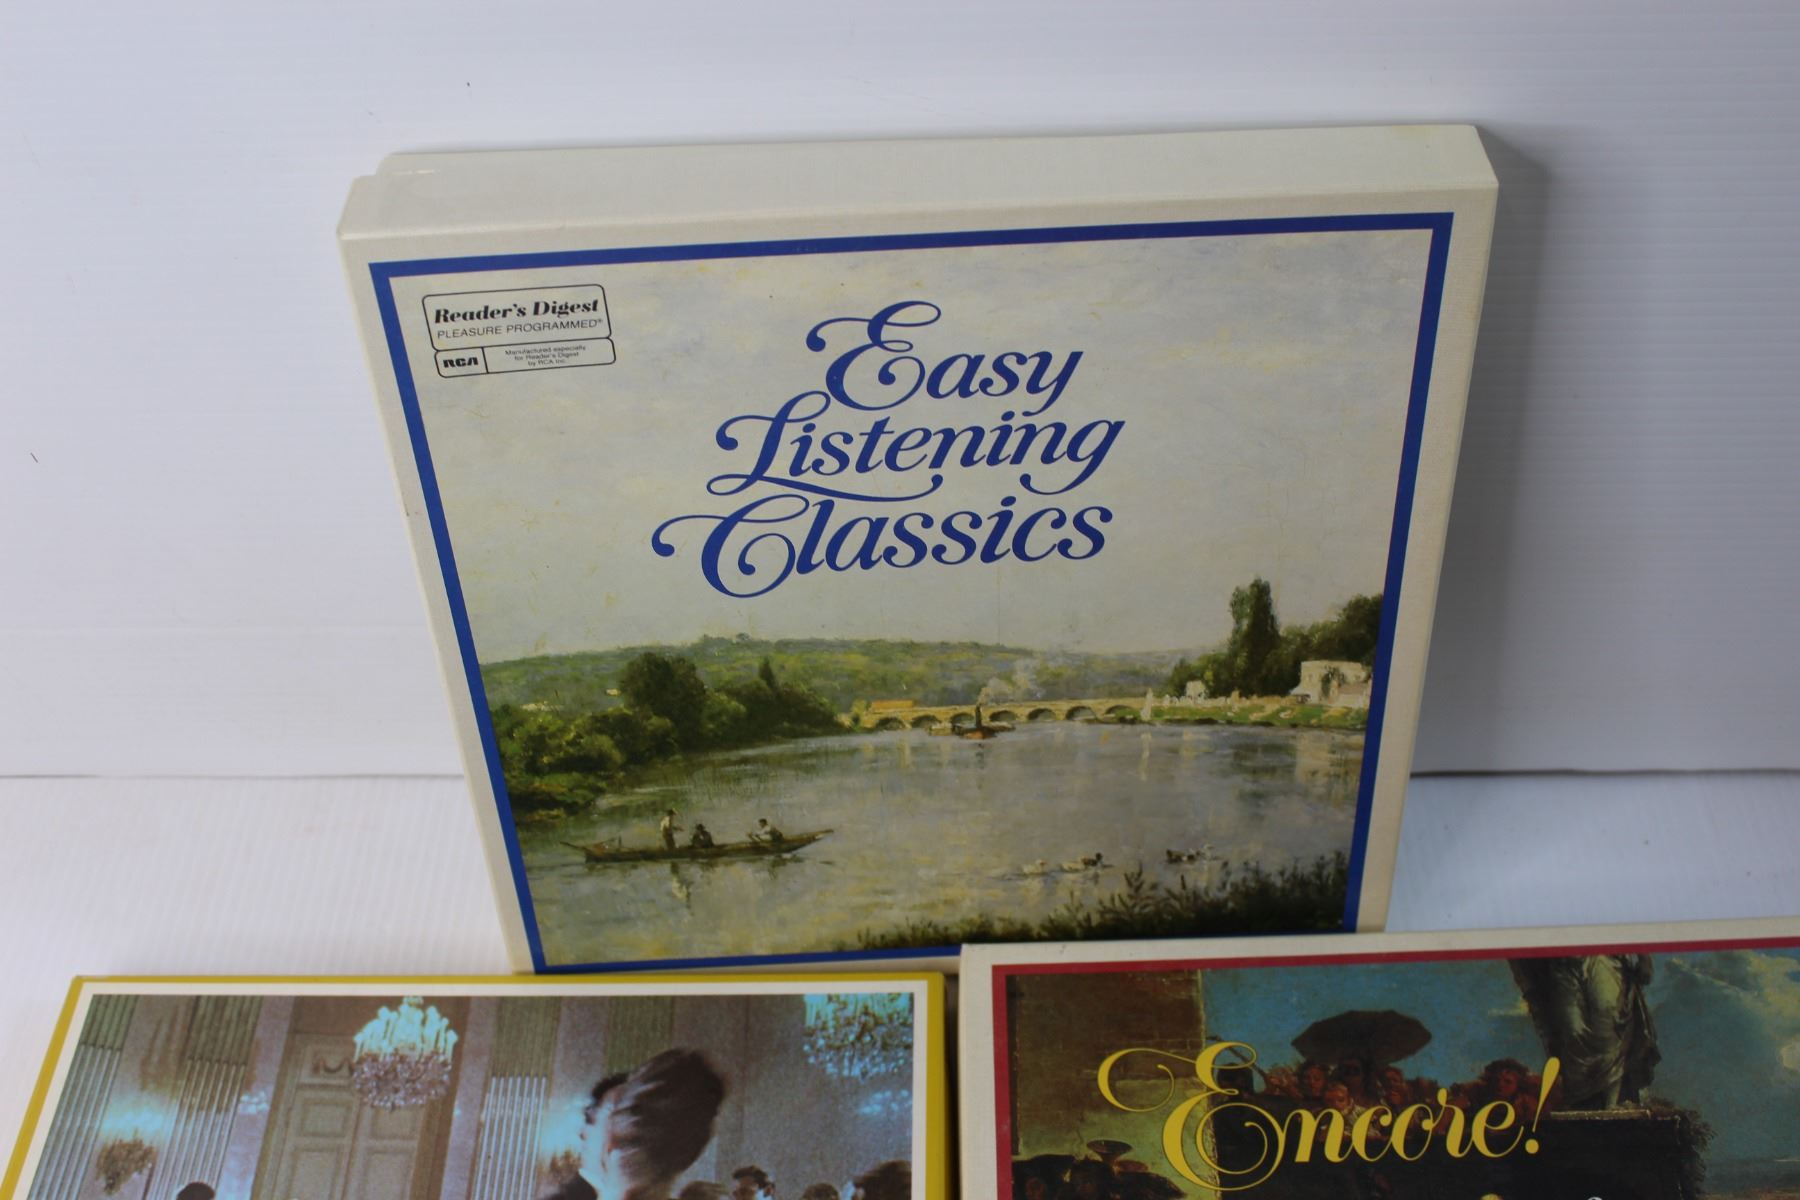 Reader's Digest
PLEASURE PROGRAMMED®
RCA
Manufactured especially
for Reader's Digest
by RCA Inc.
Easy
Listening
Classics
Encore!